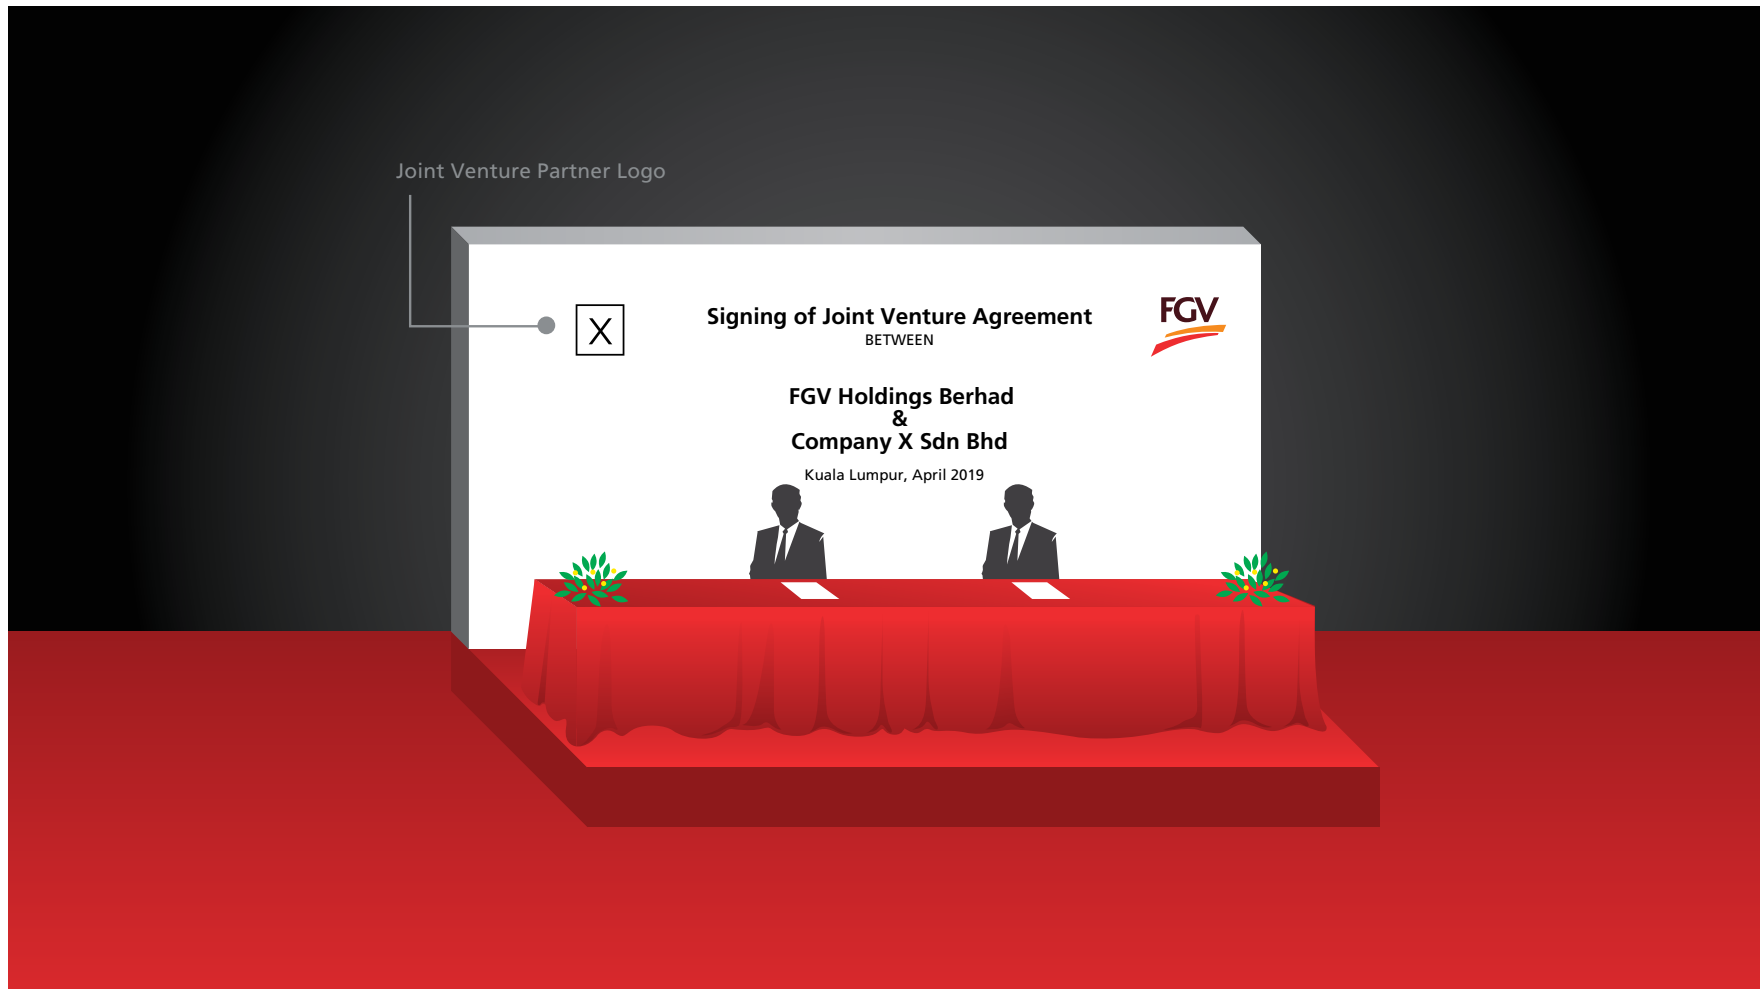 Joint Venture Partner Logo
X
Signing of Joint Venture Agreement
BETWEEN
FGV
FGV Holdings Berhad
&
Company X Sdn Bhd
Kuala Lumpur, April 2019